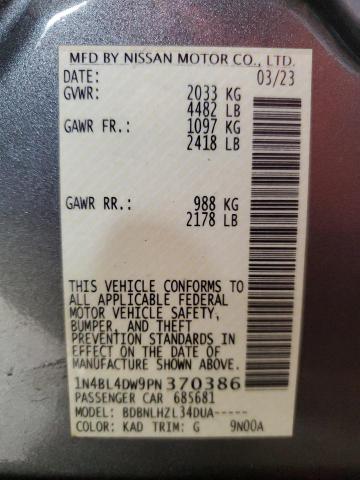 MFD BY NISSAN MOTOR CO., LTD.
DATE: 03/23
GVWR: 2033 KG
4482 LB
GAWR FR.: 1097 KG
2418 LB
GAWR RR.: 988 KG
2178 LB
THIS VEHICLE CONFORMS TO
ALL APPLICABLE FEDERAL
MOTOR VEHICLE SAFETY,
BUMPER, AND THEFT
PREVENTION STANDARDS IN
EFFECT ON THE DATE OF
MANUFACTURE SHOWN ABOVE.
1N4BL4DW9PN370386
PASSENGER CAR 685681
MODEL: BDBNLHZL34DUA-----
COLOR: KAD TRIM: G 9N00A